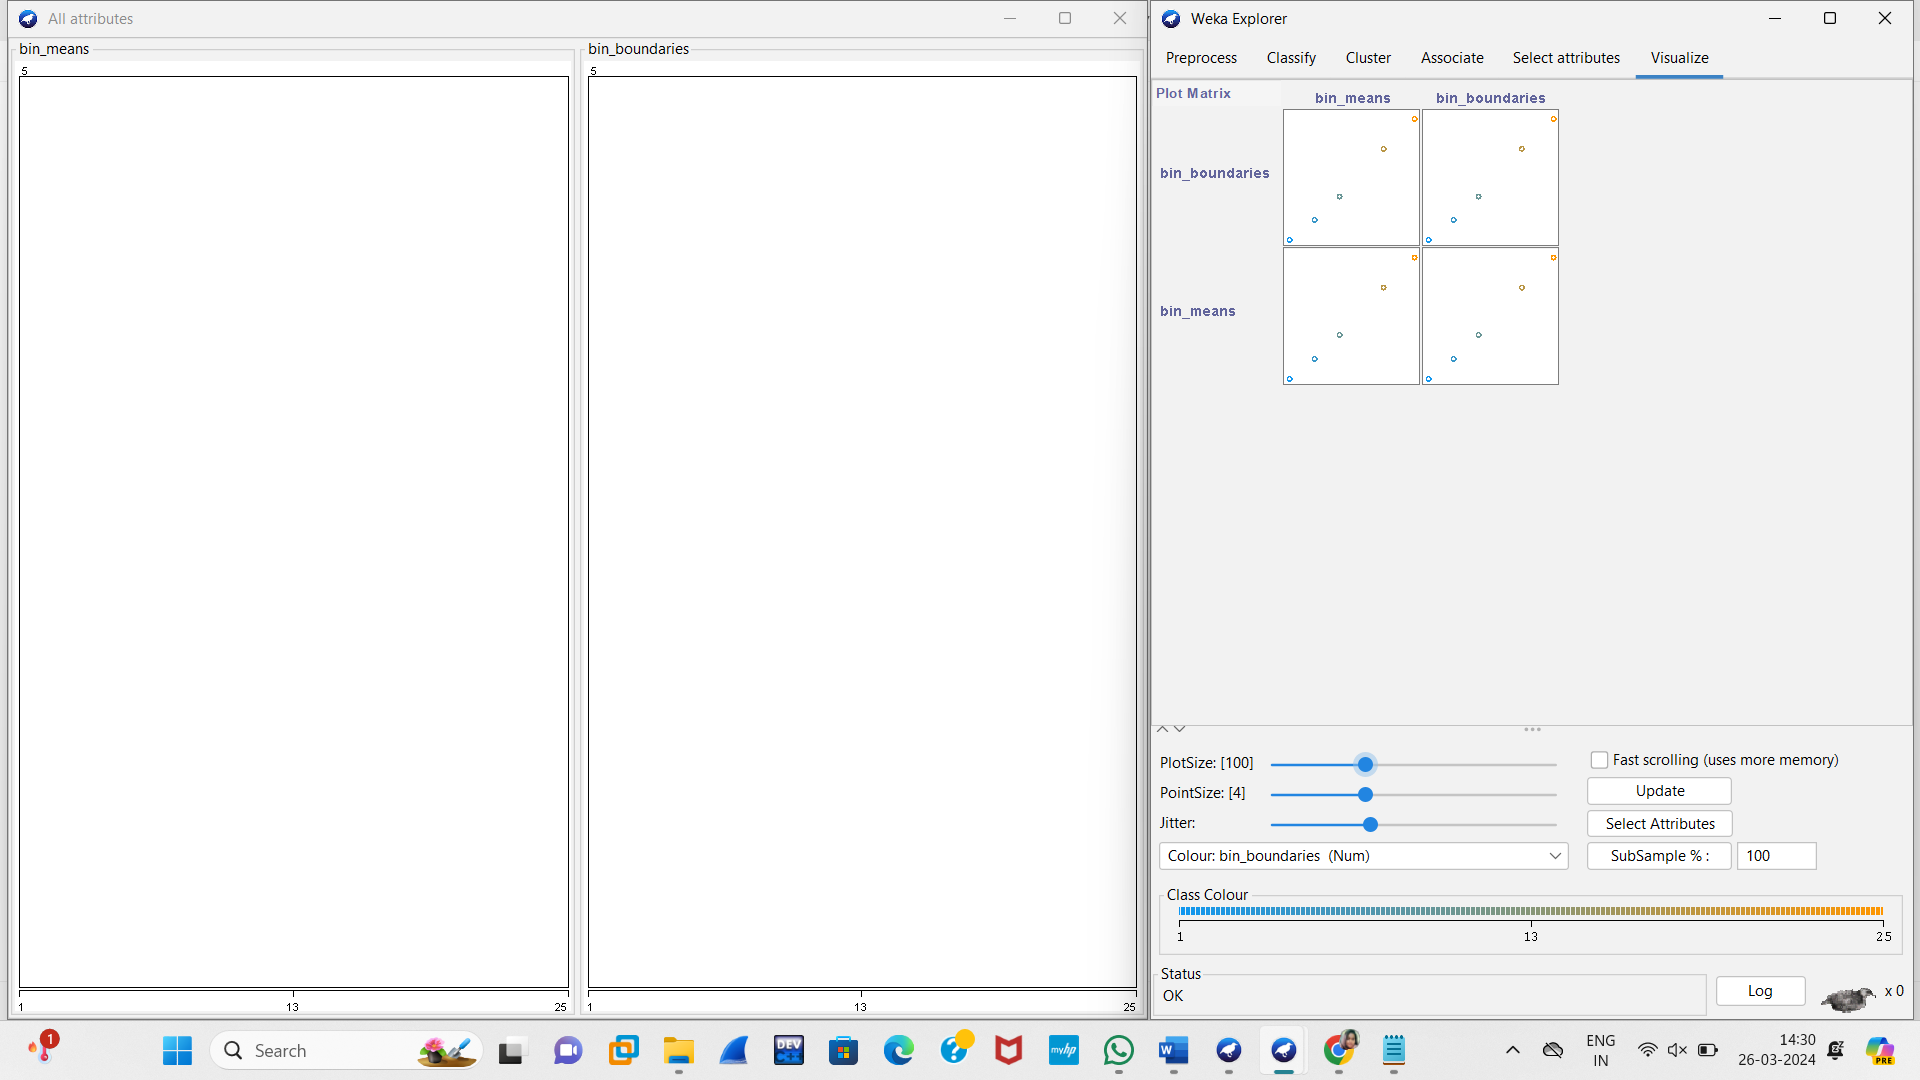 All attributes
bin_means
5
1 13 25
bin_boundaries
5
1 13 25
Weka Explorer
Preprocess Classify Cluster Associate Select attributes Visualize
Plot Matrix
bin_means bin_boundaries
bin_boundaries
bin_means
PlotSize: [100]
Fast scrolling (uses more memory)
PointSize: [4]
Update
Jitter:
Select Attributes
Colour: bin_boundaries (Num)
SubSample % :
100
Class Colour
1 13 25
Status
OK
Log
x 0
1
Search
DEV
C++
myhp
W
ENG
IN
14:30
26-03-2024
PRE